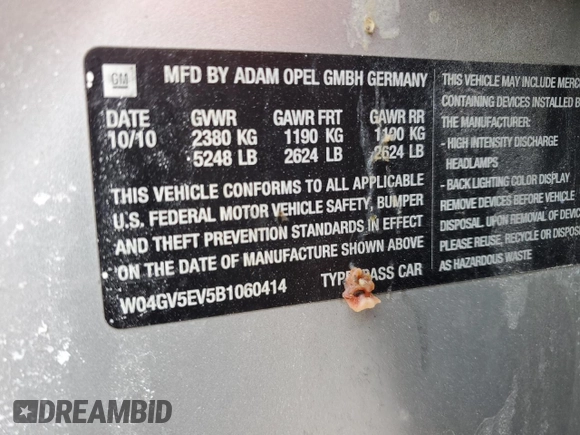 GM
MFD BY ADAM OPEL GMBH GERMANY
DATE GVWR GAWR FRT GAWR RR
10/10 2380 KG 1190 KG 1190 KG
5248 LB 2624 LB 2624 LB
THIS VEHICLE CONFORMS TO ALL APPLICABLE
U.S. FEDERAL MOTOR VEHICLE SAFETY, BUMPER
AND THEFT PREVENTION STANDARDS IN EFFECT
ON THE DATE OF MANUFACTURE SHOWN ABOVE
W04GV5EV5B1060414 TYPE: PASS CAR
THIS VEHICLE MAY INCLUDE MERC
CONTAINING DEVICES INSTALLED B
THE MANUFACTURER:
- HIGH INTENSITY DISCHARGE
HEADLAMPS
- BACK LIGHTING COLOR DISPLAY
REMOVE DEVICES BEFORE VEHICLE
DISPOSAL. UPON REMOVAL OF DEVIC
PLEASE REUSE, RECYCLE OR DISPOSE
AS HAZARDOUS WASTE
DREAMBID